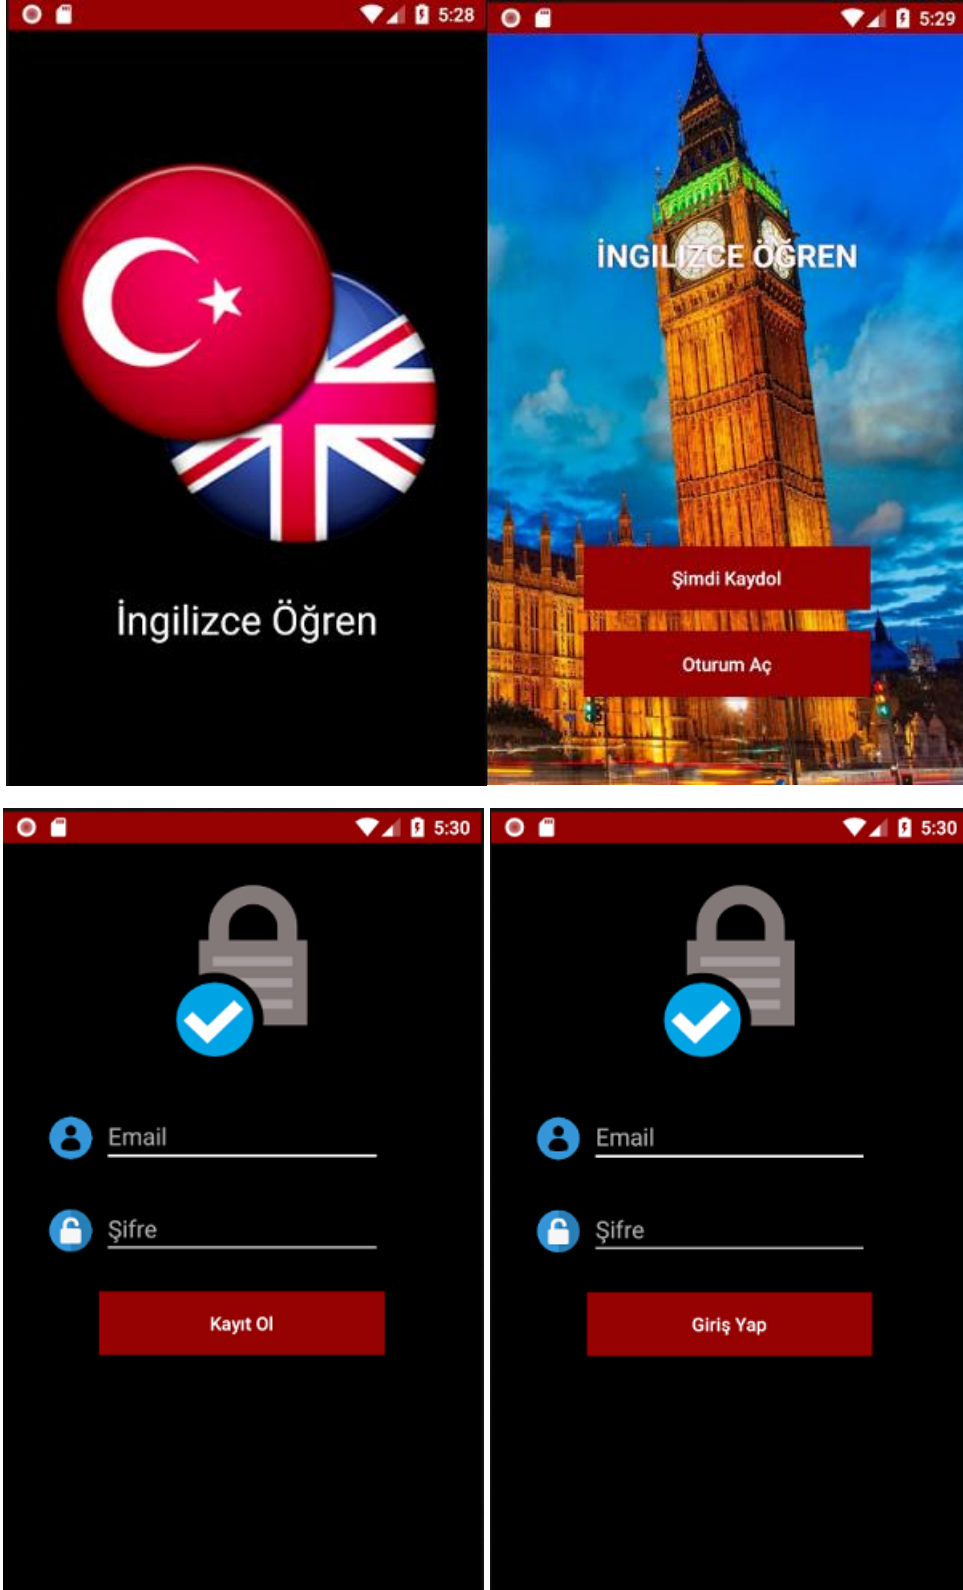 5:28
İngilizce Öğren
5:29
İNGİLİZCE ÖĞREN
Şimdi Kaydol
Oturum Aç
5:30
Email
Şifre
Kayıt Ol
5:30
Email
Şifre
Giriş Yap